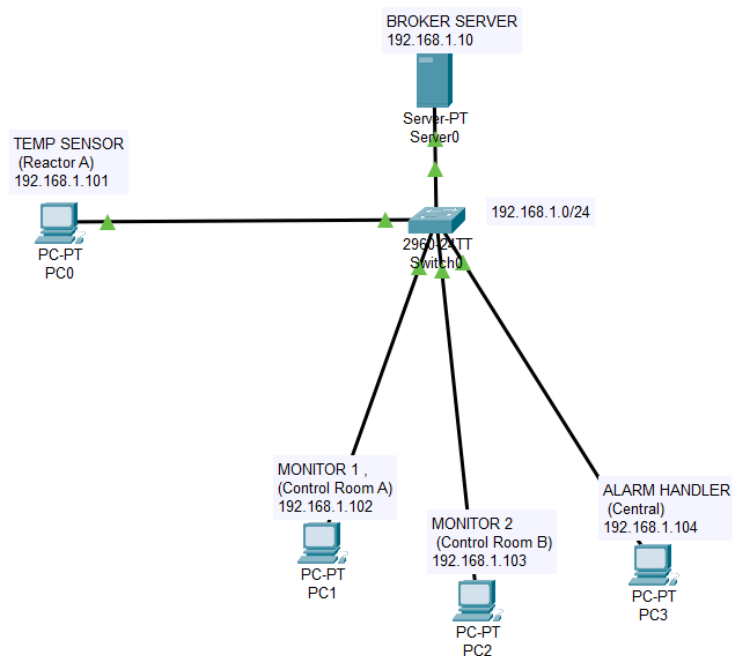 BROKER SERVER
192.168.1.10
Server-PT
Server0
TEMP SENSOR
(Reactor A)
192.168.1.101
PC-PT
PC0
192.168.1.0/24
2960-24TT
Switch0
MONITOR 1 ,
(Control Room A)
192.168.1.102
PC-PT
PC1
MONITOR 2
(Control Room B)
192.168.1.103
PC-PT
PC2
ALARM HANDLER
(Central)
192.168.1.104
PC-PT
PC3